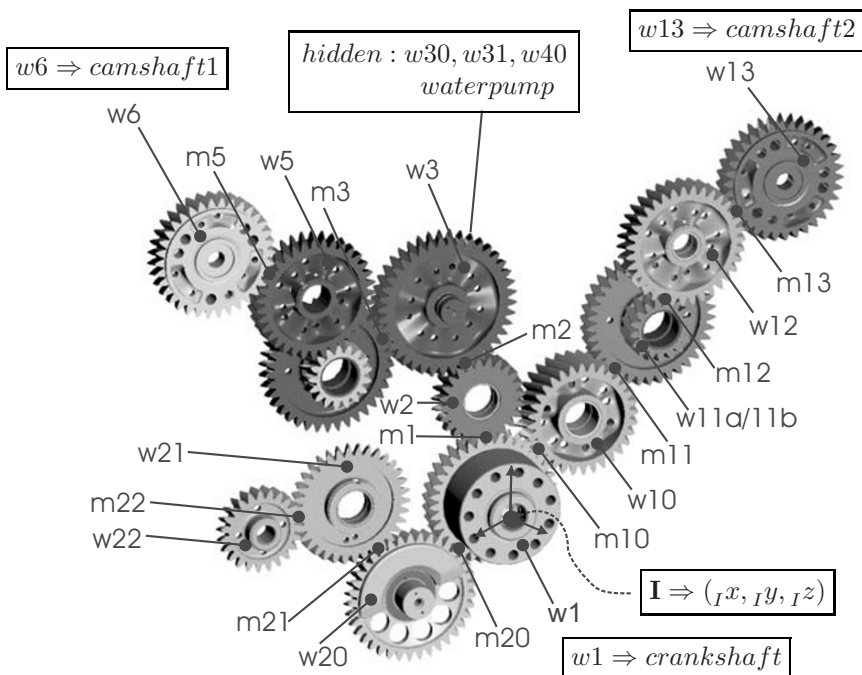 w6 ⇒ camshaft1
hidden : w30, w31, w40
waterpump
w13 ⇒ camshaft2
w13
w6
m5
w5
m3
w3
m13
w12
m2
m12
w2
w11a/11b
m1
m11
w21
w10
m22
m10
w22
I ⇒ (Ix, Iy, Iz)
m21
w20
m20
w1
w1 ⇒ crankshaft